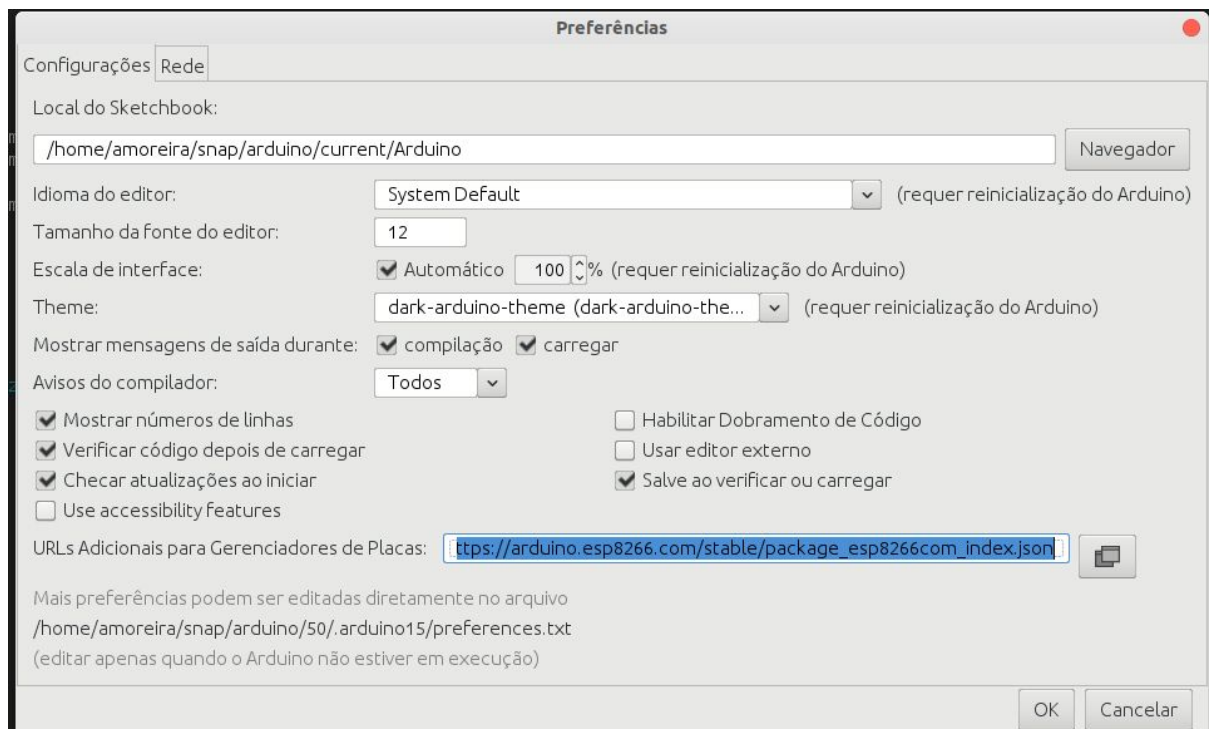 Preferências
Configurações Rede
Local do Sketchbook:
/home/amoreira/snap/arduino/current/Arduino Navegador
Idioma do editor: System Default (requer reinicialização do Arduino)
Tamanho da fonte do editor: 12
Escala de interface: Automático 100 % (requer reinicialização do Arduino)
Theme: dark-arduino-theme (dark-arduino-the... (requer reinicialização do Arduino)
Mostrar mensagens de saída durante: compilação carregar
Avisos do compilador: Todos
Mostrar números de linhas Habilitar Dobramento de Código
Verificar código depois de carregar Usar editor externo
Checar atualizações ao iniciar Salve ao verificar ou carregar
Use accessibility features
URLs Adicionais para Gerenciadores de Placas: ttps://arduino.esp8266.com/stable/package_esp8266com_index.json
Mais preferências podem ser editadas diretamente no arquivo
/home/amoreira/snap/arduino/50/.arduino15/preferences.txt
(editar apenas quando o Arduino não estiver em execução)
OK Cancelar